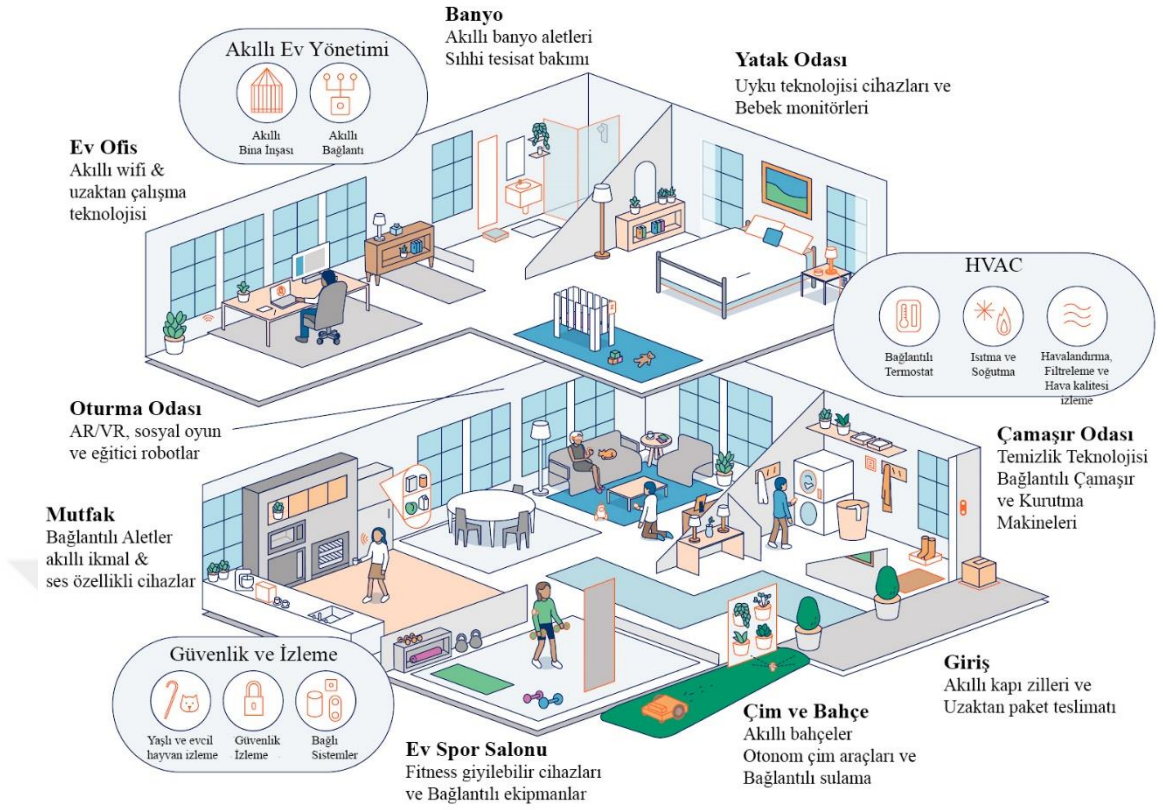 Banyo
Akıllı banyo aletleri
Sıhhi tesisat bakımı
Akıllı Ev Yönetimi
Akıllı
Bina İnşası
Akıllı
Bağlantı
Yatak Odası
Uyku teknolojisi cihazları ve
Bebek monitörleri
Ev Ofis
Akıllı wifi &
uzaktan çalışma
teknolojisi
HVAC
Bağlantılı
Termostat
Isıtma ve
Soğutma
Havalandırma,
Filtreleme ve
Hava kalitesi
izleme
Oturma Odası
AR/VR, sosyal oyun
ve eğitici robotlar
Çamaşır Odası
Temizlik Teknolojisi
Bağlantılı Çamaşır
ve Kurutma
Makineleri
Mutfak
Bağlantılı Aletler
akıllı ikmal &
ses özellikli cihazlar
Güvenlik ve İzleme
Yaşlı ve evcil
hayvan izleme
Güvenlik
İzleme
Bağlı
Sistemler
Giriş
Akıllı kapı zilleri ve
Uzaktan paket teslimatı
Çim ve Bahçe
Akıllı bahçeler
Otonom çim araçları ve
Bağlantılı sulama
Ev Spor Salonu
Fitness giyilebilir cihazları
ve Bağlantılı ekipmanlar